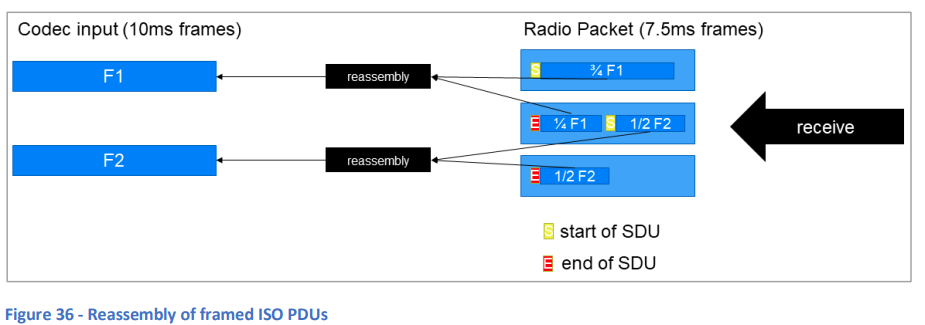 Codec input (10ms frames)
Radio Packet (7.5ms frames)
F1
reassembly
S
¾ F1
E
¼ F1
S
1/2 F2
receive
F2
reassembly
E
1/2 F2
S start of SDU
E end of SDU
Figure 36 - Reassembly of framed ISO PDUs